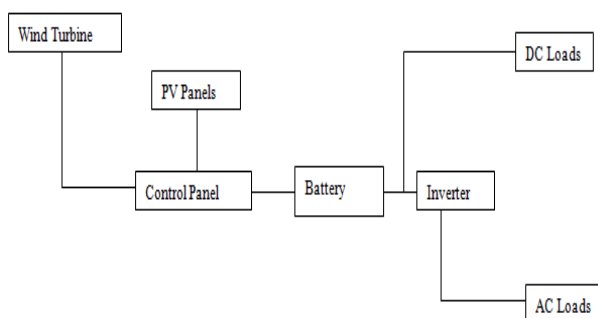 Wind Turbine
DC Loads
PV Panels
Control Panel
Battery
Inverter
AC Loads